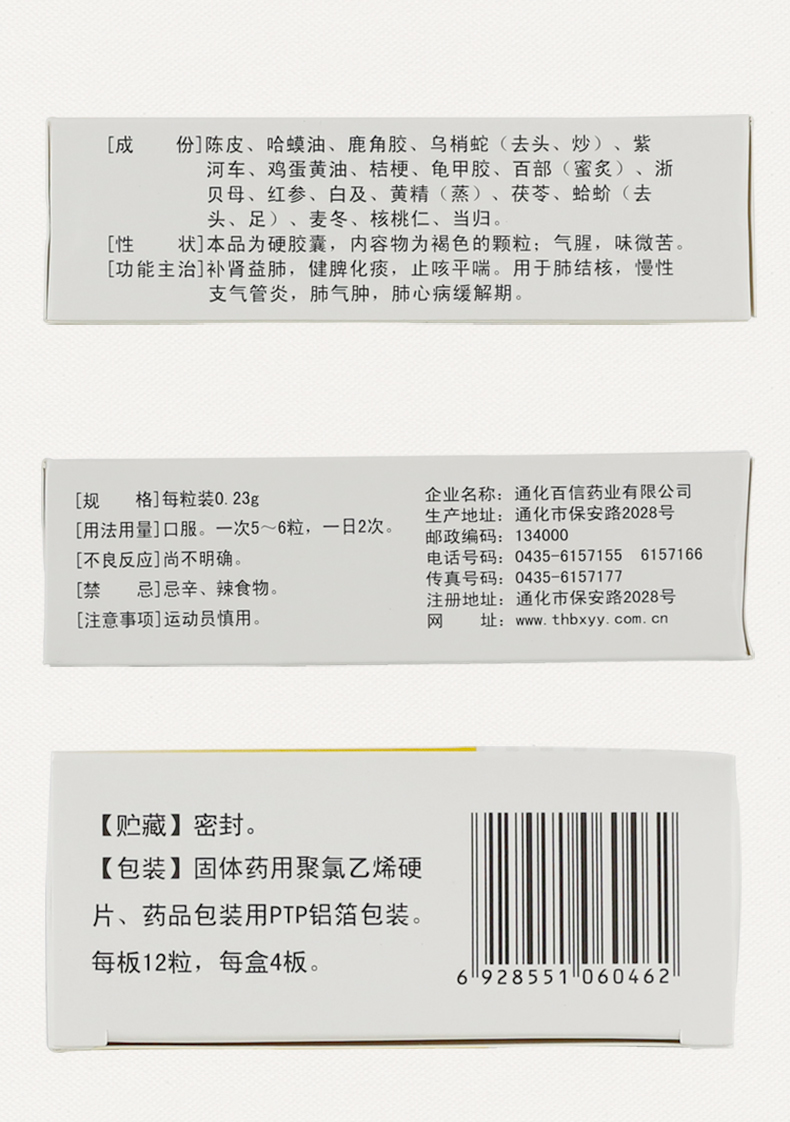 [成 份]陈皮、哈蟆油、鹿角胶、乌梢蛇（去头、炒）、紫
河车、鸡蛋黄油、桔梗、龟甲胶、百部（蜜炙）、浙
贝母、红参、白及、黄精（蒸）、茯苓、蛤蚧（去
头、足）、麦冬、核桃仁、当归。
[性 状]本品为硬胶囊，内容物为褐色的颗粒；气腥，味微苦。
[功能主治]补肾益肺，健脾化痰，止咳平喘。用于肺结核，慢性
支气管炎，肺气肿，肺心病缓解期。
[规 格]每粒装0.23g
[用法用量]口服。一次5～6粒，一日2次。
[不良反应]尚不明确。
[禁 忌]忌辛、辣食物。
[注意事项]运动员慎用。
企业名称：通化百信药业有限公司
生产地址：通化市保安路2028号
邮政编码：134000
电话号码：0435-6157155 6157166
传真号码：0435-6157177
注册地址：通化市保安路2028号
网 址：www.thbxyy.com.cn
【贮藏】密封。
【包装】固体药用聚氯乙烯硬
片、药品包装用PTP铝箔包装。
每板12粒，每盒4板。
6 928551 060462